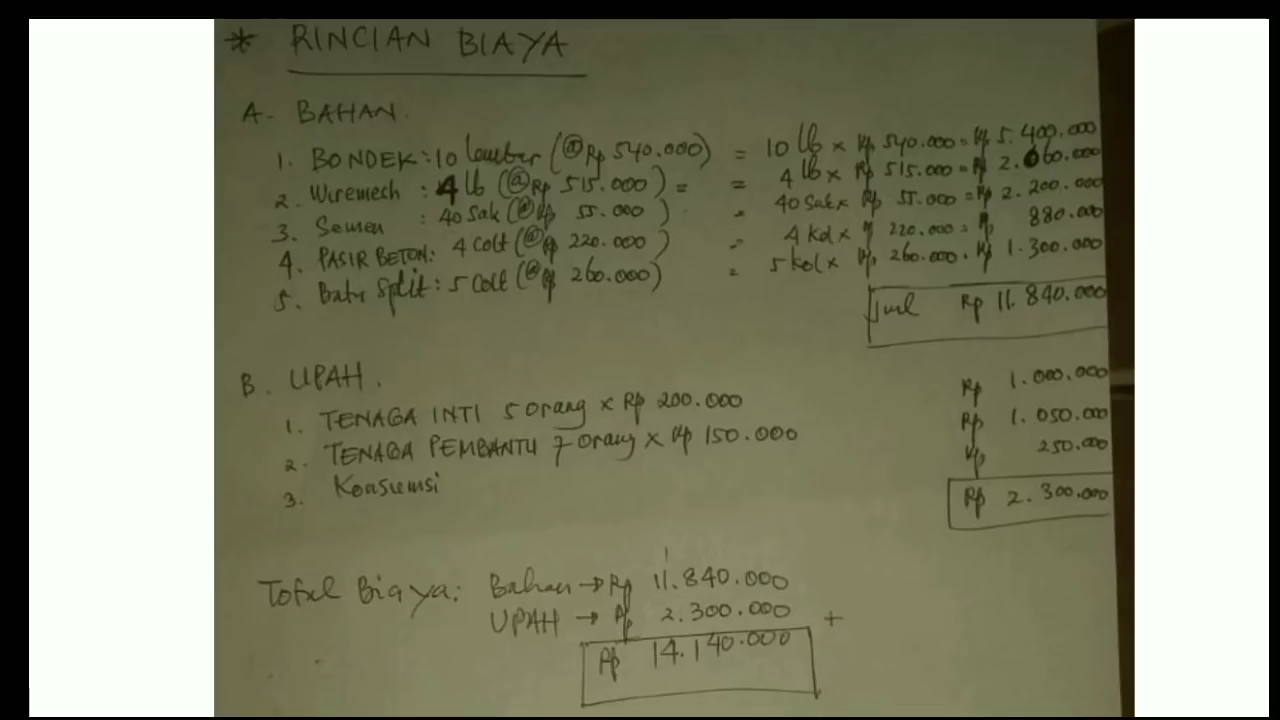 * RINCIAN BIAYA
A- BAHAN.
1. BONDEK : 10 lembar (@Rp 540.000) = 10 lb x Rp 540.000 = Rp 5.400.000
2. Wiremech : 4 lb (@Rp 515.000) = = 4 lb x Rp 515.000 = Rp 2.060.000
3. Semen : 40 Sak (@Rp 55.000) = 40 Sak x Rp 55.000 = Rp 2.200.000
4. PASIR BETON : 4 Colt (@Rp 220.000) = 4 kol x Rp 220.000 = Rp 880.000
5. Batu Split : 5 Colt (@Rp 260.000) = 5 kol x Rp 260.000 = Rp 1.300.000
Juml Rp 11.840.000
B. UPAH.
1. TENAGA INTI 5 orang x Rp 200.000 Rp 1.000.000
2. TENAGA PEMBANTU 7 orang x Rp 150.000 Rp 1.050.000
3. Konsumsi Rp 250.000
Rp 2.300.000
Total Biaya : Bahan → Rp 11.840.000
UPAH → Rp 2.300.000 +
Rp 14.140.000